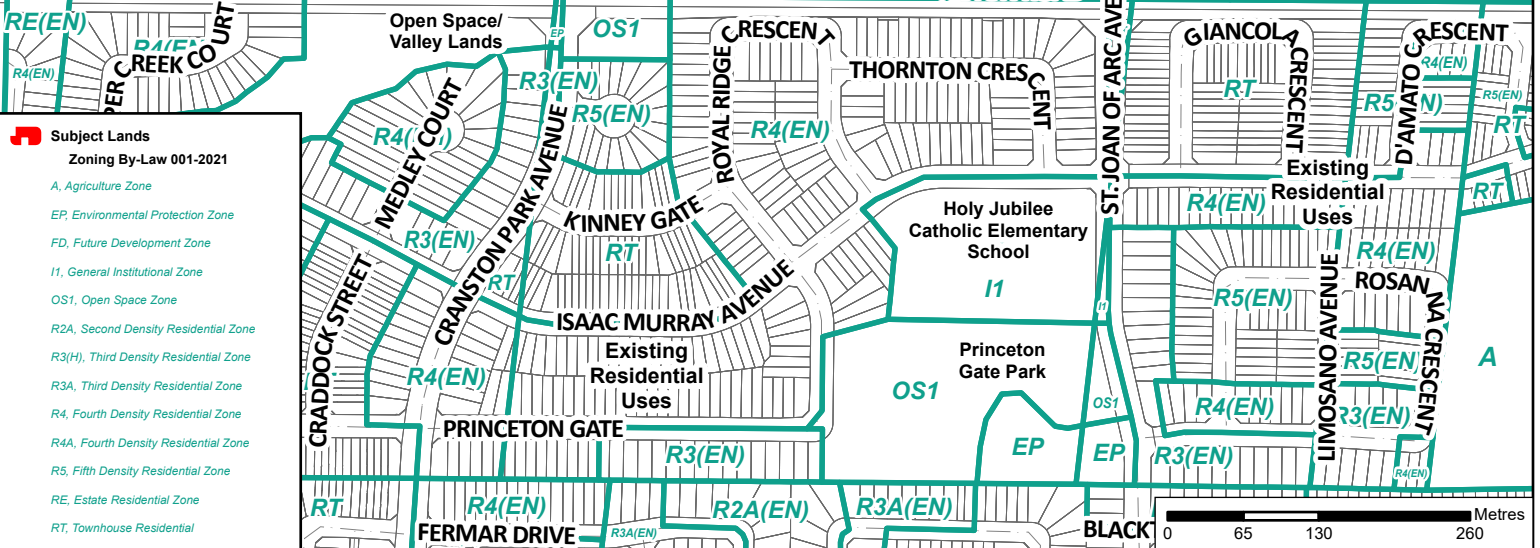 RE(EN)
R4(EN)
R4(EN)
REEK COURT
PER C
Open Space/
Valley Lands
EP
OS1
CRESCENT
ROYAL RIDGE
THORNTON CRESCENT
ST. JOAN OF ARC AVE
GIANCOLA CRESCENT
D'AMATO CRESCENT
R4(EN)
R5(EN)
RT
RT
RT
Subject Lands
Zoning By-Law 001-2021
A, Agriculture Zone
EP, Environmental Protection Zone
FD, Future Development Zone
I1, General Institutional Zone
OS1, Open Space Zone
R2A, Second Density Residential Zone
R3(H), Third Density Residential Zone
R3A, Third Density Residential Zone
R4, Fourth Density Residential Zone
R4A, Fourth Density Residential Zone
R5, Fifth Density Residential Zone
RE, Estate Residential Zone
RT, Townhouse Residential
MEDLEY COURT
R3(EN)
R5(EN)
R4(EN)
CRANSTON PARK AVENUE
KINNEY GATE
RT
R3(EN)
RT
CRADDOCK STREET
ISAAC MURRAY AVENUE
Existing
Residential
Uses
R4(EN)
PRINCETON GATE
R3(EN)
Holy Jubilee
Catholic Elementary
School
I1
I1
Princeton
Gate Park
OS1
OS1
EP
EP
Existing
Residential
Uses
R4(EN)
R4(EN)
R5(EN)
ROSANNA CRESCENT
LIMOSANO AVENUE
R5(EN)
R4(EN)
R3(EN)
R3(EN)
R4(EN)
A
RT
R4(EN)
FERMAR DRIVE
R3A(EN)
R2A(EN)
R3A(EN)
BLACKT
Metres
0 65 130 260